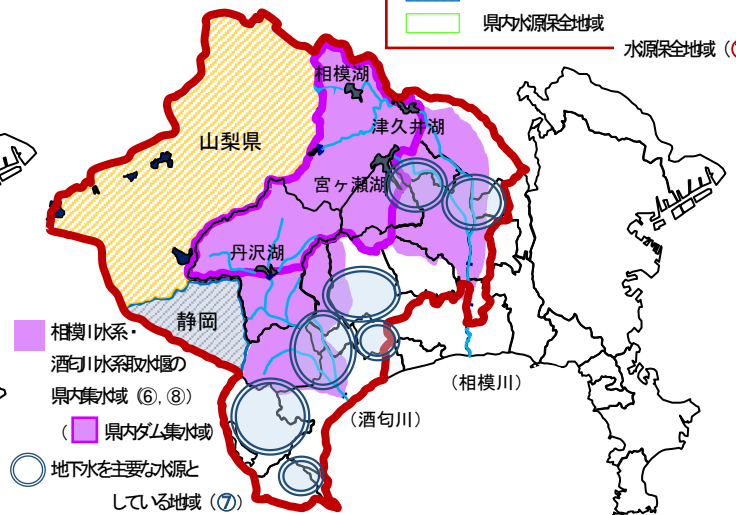 県内水源保全地域
水源保全地域 (
相模湖
津久井湖
山梨県
宮ヶ瀬湖
丹沢湖
静岡
相模川水系・
酒匂川水系取水堰の
県内集水域 (⑥, ⑧)
( 県内ダム集水域)
地下水を主要な水源と
している地域 (⑦)
(相模川)
(酒匂川)